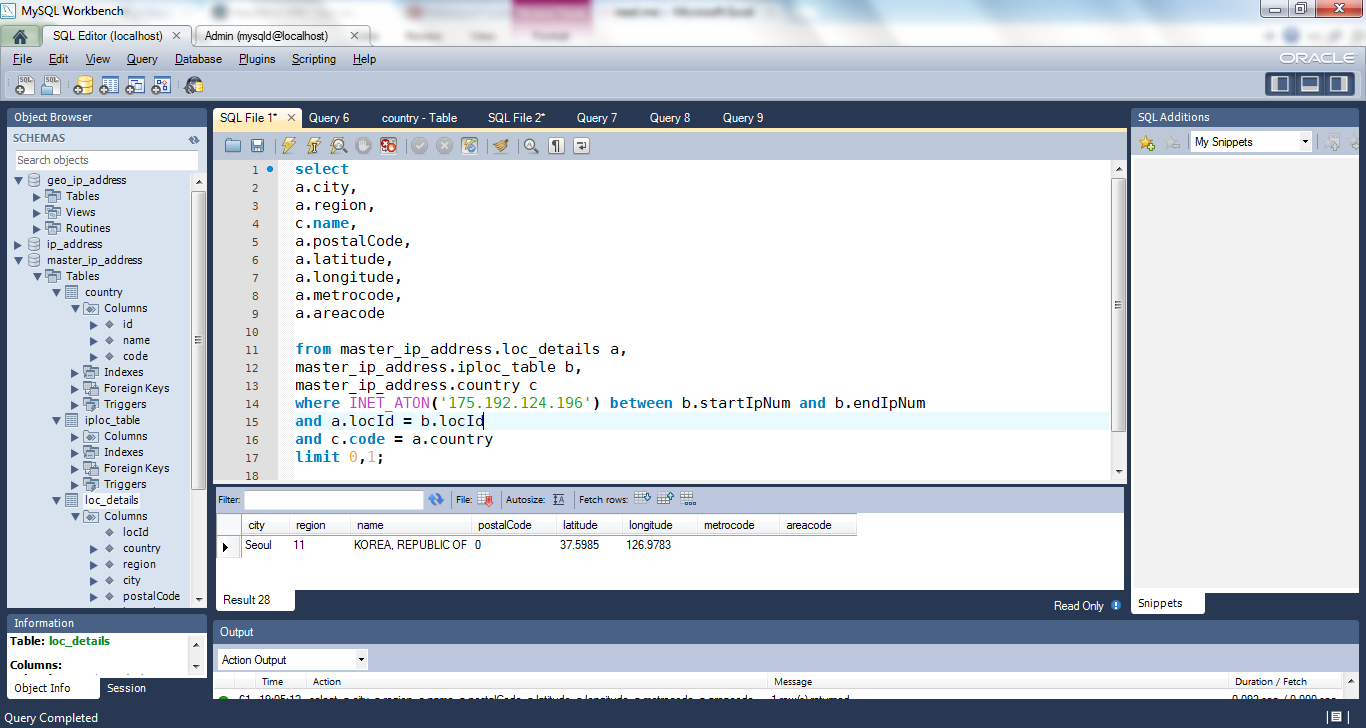 MySQL Workbench
SQL Editor (localhost) Admin (mysqld@localhost)
File Edit View Query Database Plugins Scripting Help
ORACLE
Object Browser
SCHEMAS
Search objects
geo_ip_address
Tables
Views
Routines
ip_address
master_ip_address
Tables
country
Columns
id
name
code
Indexes
Foreign Keys
Triggers
iploc_table
Columns
Indexes
Foreign Keys
Triggers
loc_details
Columns
locId
country
region
city
postalCode
Information
Table: loc_details
Columns:
Object Info Session
SQL File 1* Query 6 country - Table SQL File 2* Query 7 Query 8 Query 9
1 select
2 a.city,
3 a.region,
4 c.name,
5 a.postalCode,
6 a.latitude,
7 a.longitude,
8 a.metrocode,
9 a.areacode
10
11 from master_ip_address.loc_details a,
12 master_ip_address.iploc_table b,
13 master_ip_address.country c
14 where INET_ATON('175.192.124.196') between b.startIpNum and b.endIpNum
15 and a.locId = b.locId
16 and c.code = a.country
17 limit 0,1;
18
Filter: File: Autosize: Fetch rows:
city region name postalCode latitude longitude metrocode areacode
Seoul 11 KOREA, REPUBLIC OF 0 37.5985 126.9783
Result 28
Read Only
SQL Additions
My Snippets
Snippets
Output
Action Output
Time Action Message Duration / Fetch
Query Completed